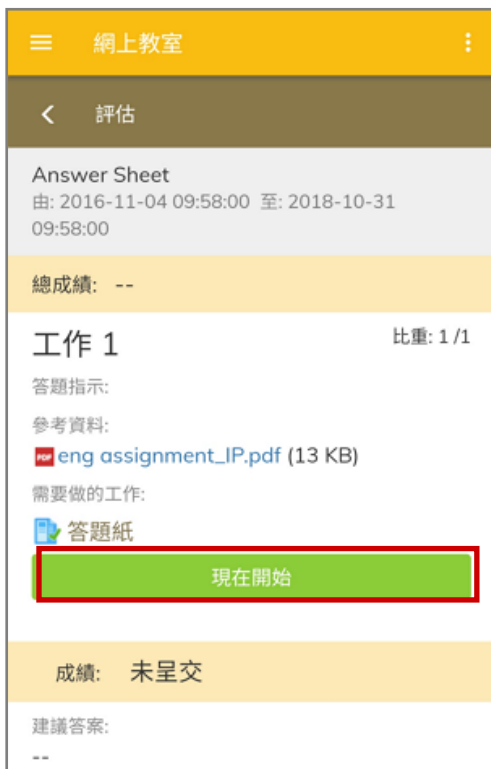 網上教室
評估
Answer Sheet
由: 2016-11-04 09:58:00 至: 2018-10-31
09:58:00
總成績: --
工作 1
比重: 1 /1
答題指示:
參考資料:
PDF eng assignment_IP.pdf (13 KB)
需要做的工作:
答題紙
現在開始
成績: 未呈交
建議答案:
--